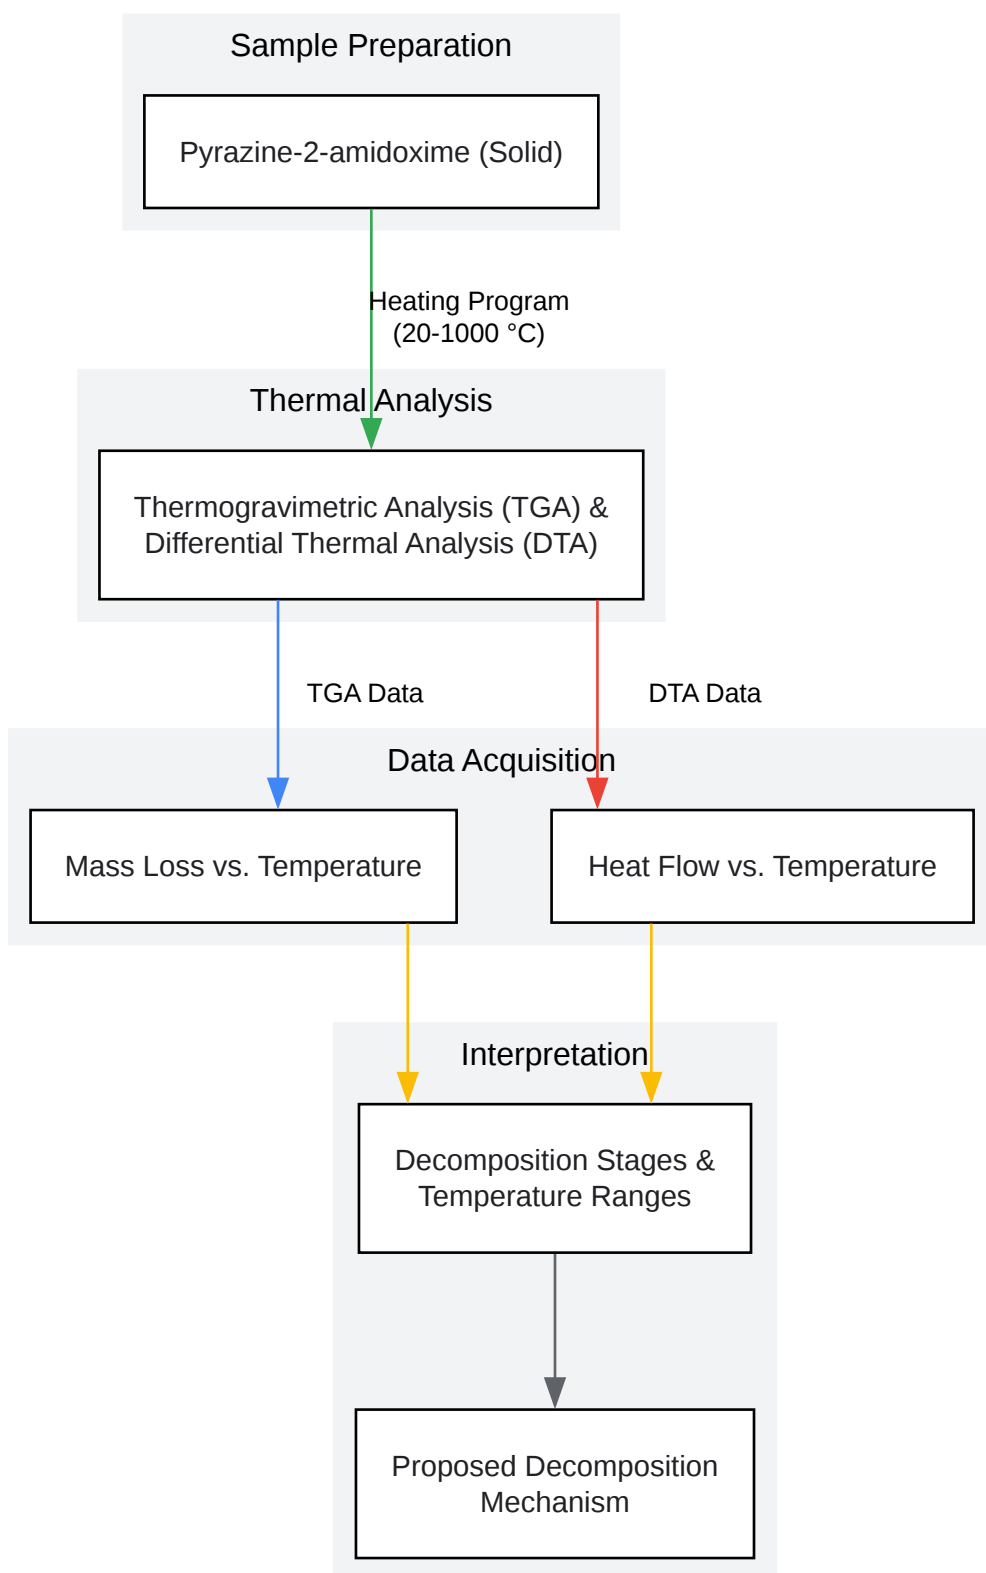 Sample Preparation
Pyrazine-2-amidoxime (Solid)
Heating Program
(20-1000 °C)
Thermal Analysis
Thermogravimetric Analysis (TGA) &
Differential Thermal Analysis (DTA)
TGA Data
DTA Data
Data Acquisition
Mass Loss vs. Temperature
Heat Flow vs. Temperature
Interpretation
Decomposition Stages &
Temperature Ranges
Proposed Decomposition
Mechanism